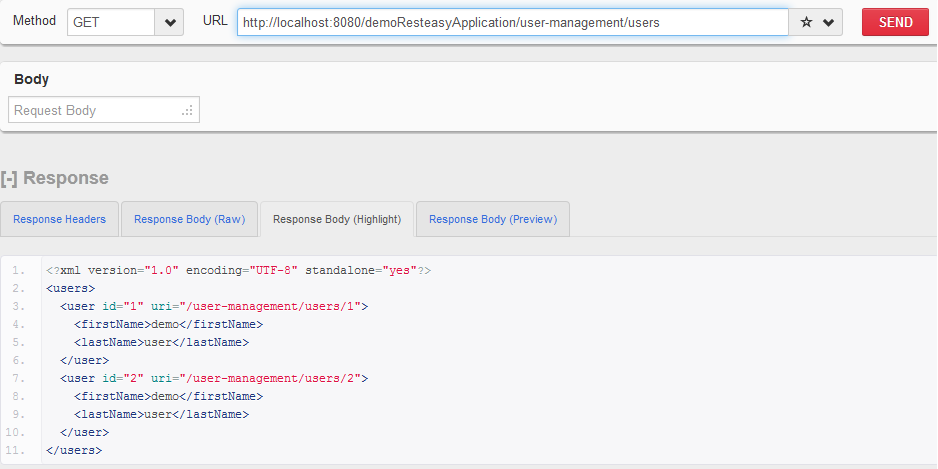 Method GET URL http://localhost:8080/demoResteasyApplication/user-management/users SEND
Body
Request Body
[-] Response
Response Headers Response Body (Raw) Response Body (Highlight) Response Body (Preview)
1. <?xml version="1.0" encoding="UTF-8" standalone="yes"?>
2. <users>
3.   <user id="1" uri="/user-management/users/1">
4.     <firstName>demo</firstName>
5.     <lastName>user</lastName>
6.   </user>
7.   <user id="2" uri="/user-management/users/2">
8.     <firstName>demo</firstName>
9.     <lastName>user</lastName>
10.   </user>
11. </users>